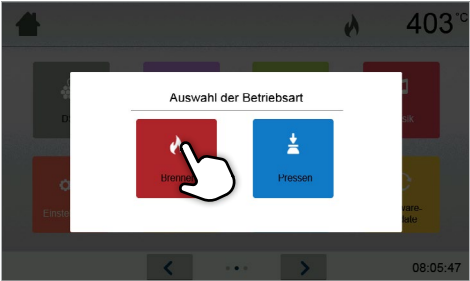 403°C
Auswahl der Betriebsart
Brennen
Pressen
08:05:47